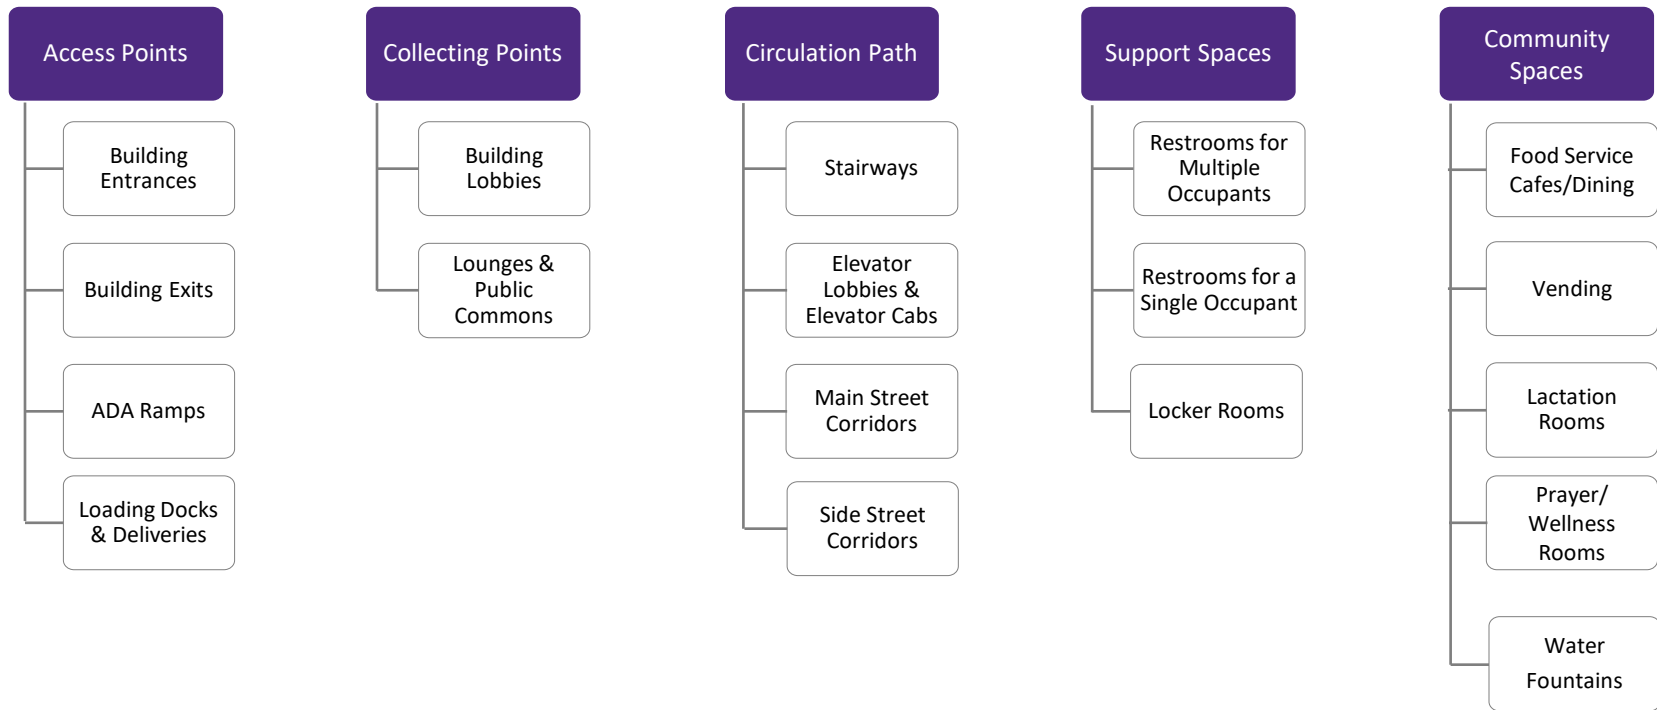 Access Points
Building
Entrances
Building Exits
ADA Ramps
Loading Docks
& Deliveries
Collecting Points
Building
Lobbies
Lounges &
Public
Commons
Circulation Path
Stairways
Elevator
Lobbies &
Elevator Cabs
Main Street
Corridors
Side Street
Corridors
Support Spaces
Restrooms for
Multiple
Occupants
Restrooms for a
Single Occupant
Locker Rooms
Community
Spaces
Food Service
Cafes/Dining
Vending
Lactation
Rooms
Prayer/
Wellness
Rooms
Water
Fountains